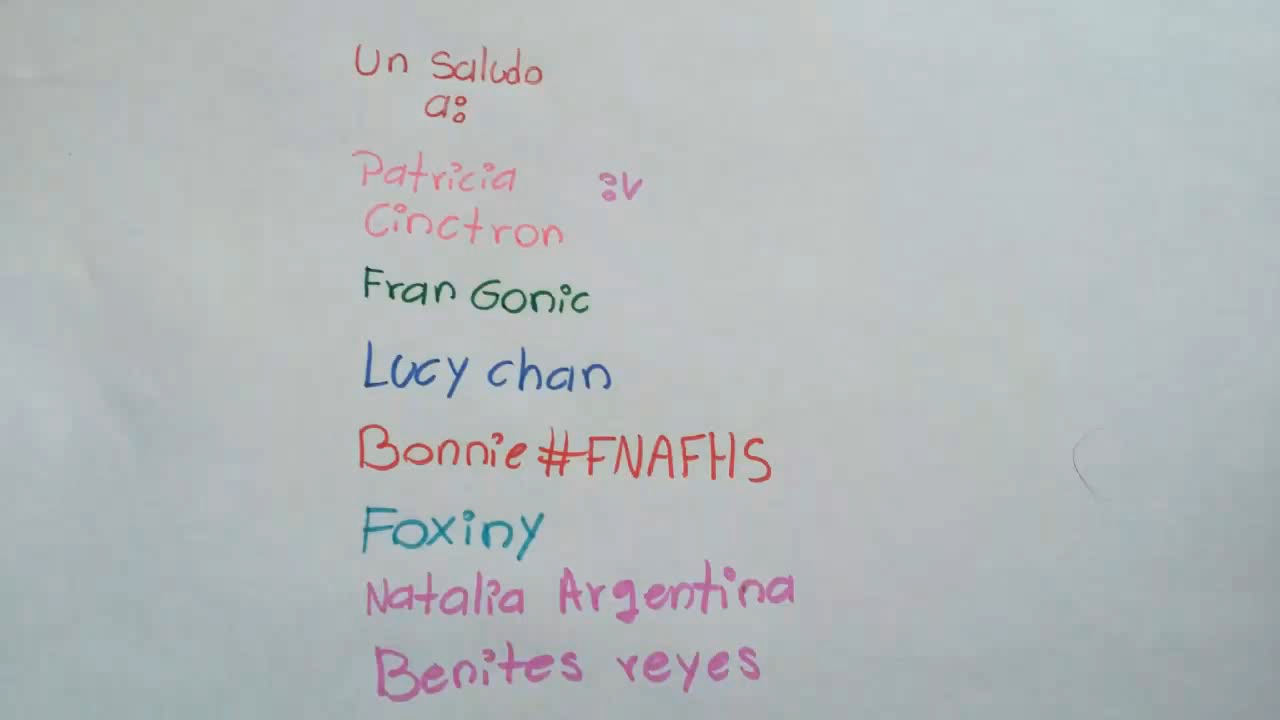 Un Saludo
a:
Patricia :v
Cinctron
Fran Gonic
Lucy chan
Bonnie #FNAFHS
Foxiny
Natalia Argentina
Benites reyes